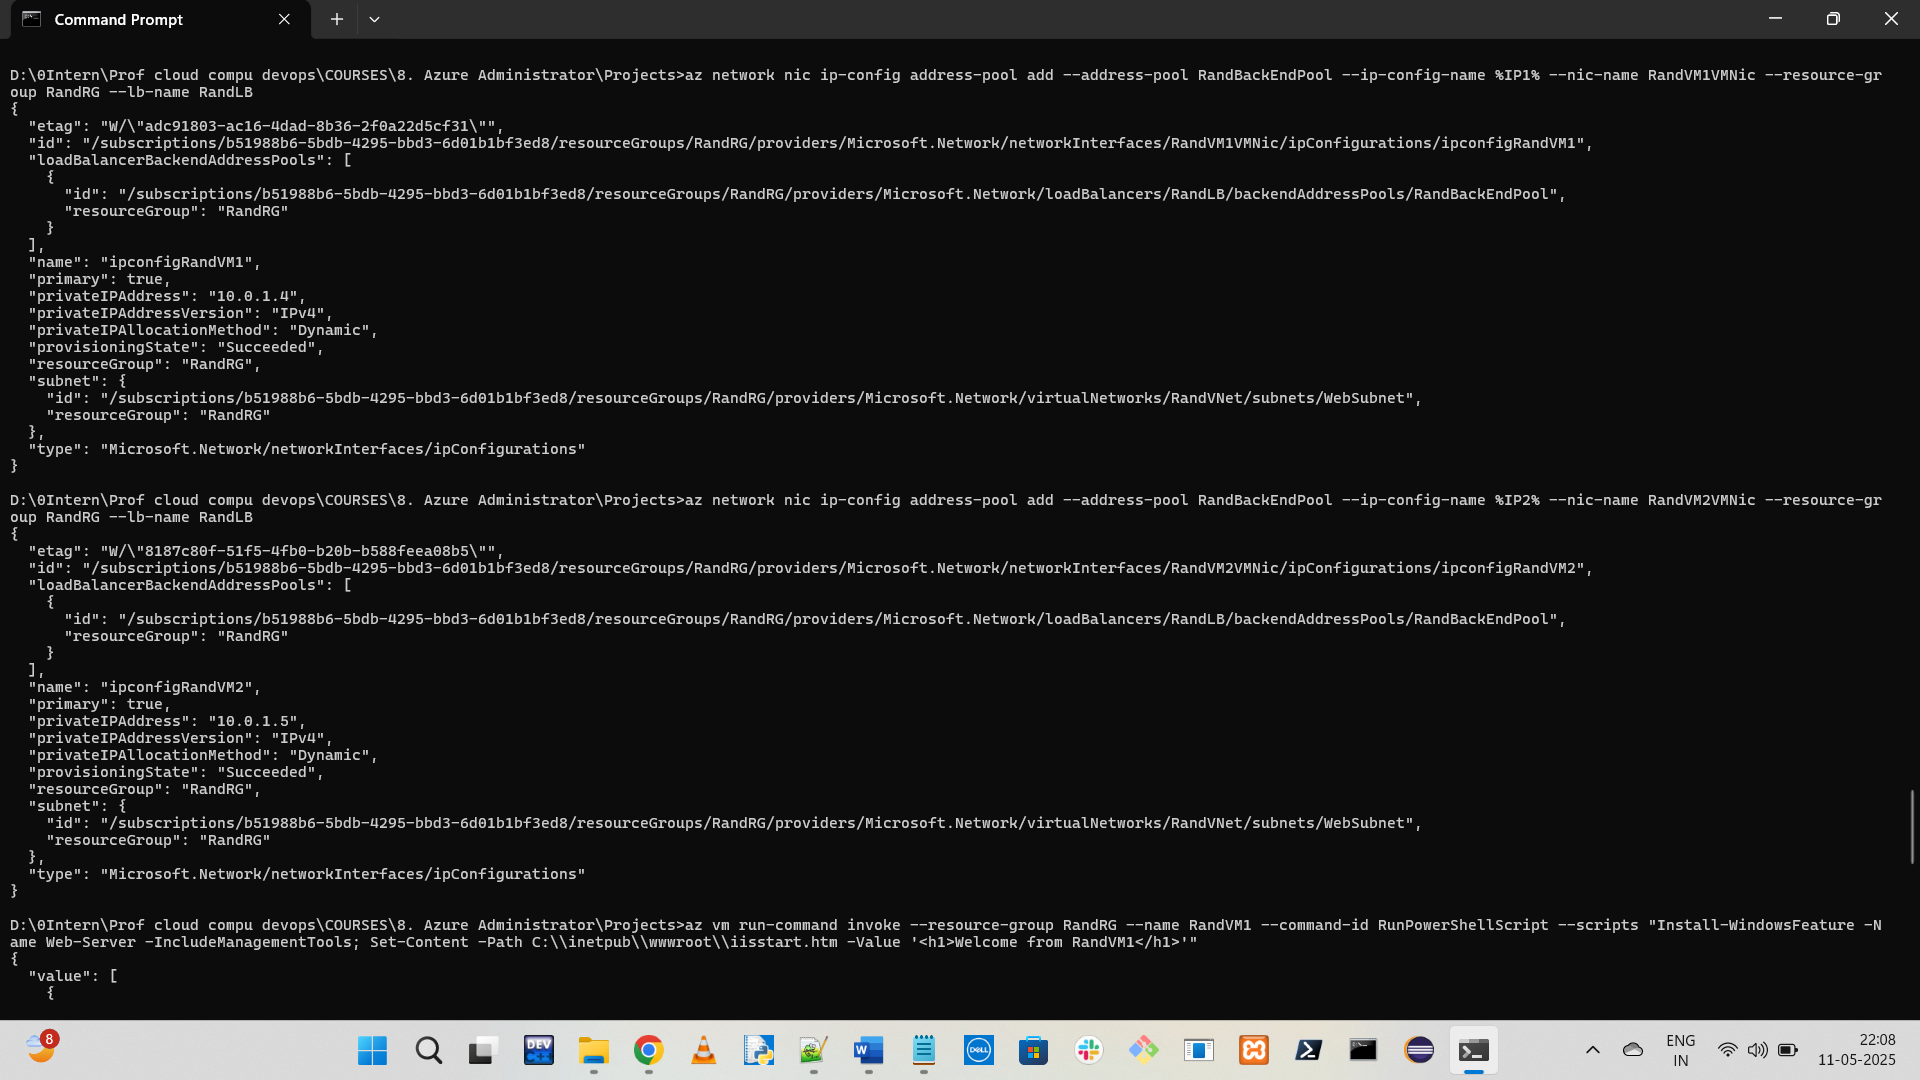 Command Prompt
D:\0Intern\Prof cloud compu devops\COURSES\8. Azure Administrator\Projects>az network nic ip-config address-pool add --address-pool RandBackEndPool --ip-config-name %IP1% --nic-name RandVM1VMNic --resource-gr
oup RandRG --lb-name RandLB
{
  "etag": "W/\"adc91803-ac16-4dad-8b36-2f0a22d5cf31\"",
  "id": "/subscriptions/b51988b6-5bdb-4295-bbd3-6d01b1bf3ed8/resourceGroups/RandRG/providers/Microsoft.Network/networkInterfaces/RandVM1VMNic/ipConfigurations/ipconfigRandVM1",
  "loadBalancerBackendAddressPools": [
    {
      "id": "/subscriptions/b51988b6-5bdb-4295-bbd3-6d01b1bf3ed8/resourceGroups/RandRG/providers/Microsoft.Network/loadBalancers/RandLB/backendAddressPools/RandBackEndPool",
      "resourceGroup": "RandRG"
    }
  ],
  "name": "ipconfigRandVM1",
  "primary": true,
  "privateIPAddress": "10.0.1.4",
  "privateIPAddressVersion": "IPv4",
  "privateIPAllocationMethod": "Dynamic",
  "provisioningState": "Succeeded",
  "resourceGroup": "RandRG",
  "subnet": {
    "id": "/subscriptions/b51988b6-5bdb-4295-bbd3-6d01b1bf3ed8/resourceGroups/RandRG/providers/Microsoft.Network/virtualNetworks/RandVNet/subnets/WebSubnet",
    "resourceGroup": "RandRG"
  },
  "type": "Microsoft.Network/networkInterfaces/ipConfigurations"
}
D:\0Intern\Prof cloud compu devops\COURSES\8. Azure Administrator\Projects>az network nic ip-config address-pool add --address-pool RandBackEndPool --ip-config-name %IP2% --nic-name RandVM2VMNic --resource-gr
oup RandRG --lb-name RandLB
{
  "etag": "W/\"8187c80f-51f5-4fb0-b20b-b588feea08b5\"",
  "id": "/subscriptions/b51988b6-5bdb-4295-bbd3-6d01b1bf3ed8/resourceGroups/RandRG/providers/Microsoft.Network/networkInterfaces/RandVM2VMNic/ipConfigurations/ipconfigRandVM2",
  "loadBalancerBackendAddressPools": [
    {
      "id": "/subscriptions/b51988b6-5bdb-4295-bbd3-6d01b1bf3ed8/resourceGroups/RandRG/providers/Microsoft.Network/loadBalancers/RandLB/backendAddressPools/RandBackEndPool",
      "resourceGroup": "RandRG"
    }
  ],
  "name": "ipconfigRandVM2",
  "primary": true,
  "privateIPAddress": "10.0.1.5",
  "privateIPAddressVersion": "IPv4",
  "privateIPAllocationMethod": "Dynamic",
  "provisioningState": "Succeeded",
  "resourceGroup": "RandRG",
  "subnet": {
    "id": "/subscriptions/b51988b6-5bdb-4295-bbd3-6d01b1bf3ed8/resourceGroups/RandRG/providers/Microsoft.Network/virtualNetworks/RandVNet/subnets/WebSubnet",
    "resourceGroup": "RandRG"
  },
  "type": "Microsoft.Network/networkInterfaces/ipConfigurations"
}
D:\0Intern\Prof cloud compu devops\COURSES\8. Azure Administrator\Projects>az vm run-command invoke --resource-group RandRG --name RandVM1 --command-id RunPowerShellScript --scripts "Install-WindowsFeature -N
ame Web-Server -IncludeManagementTools; Set-Content -Path C:\\inetpub\\wwwroot\\iisstart.htm -Value '<h1>Welcome from RandVM1</h1>'"
{
  "value": [
    {
8
DEV
C++
W
DELL
ENG
IN
22:08
11-05-2025